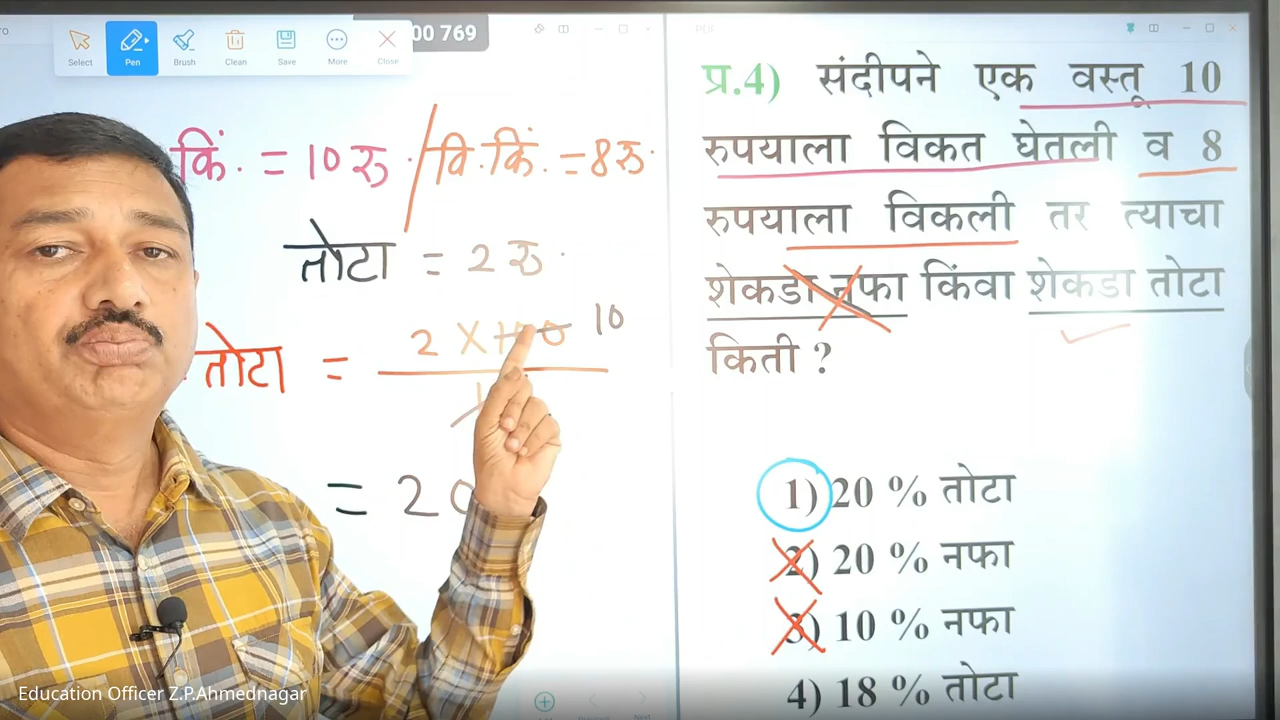 00 769
Select Pen Brush Clean Save More Close
PDF
किं. = 10 रु. / वि.किं. = 8 रु.
तोटा = 2 रु.
2 X 100 10
तोटा =
= 20
प्र.4) संदीपने एक वस्तू 10
रुपयाला विकत घेतली व 8
रुपयाला विकली तर त्याचा
शेकडा नफा किंवा शेकडा तोटा
किती ?
1) 20 % तोटा
2) 20 % नफा
3) 10 % नफा
4) 18 % तोटा
Education Officer Z.P.Ahmednagar